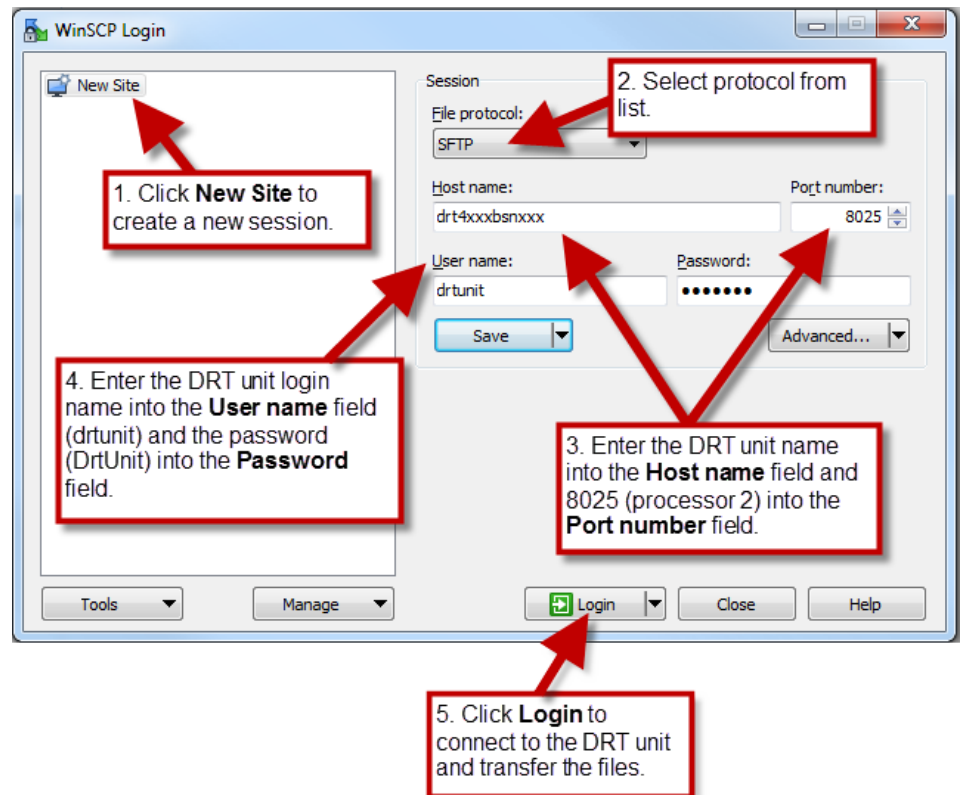 WinSCP Login
New Site
1. Click New Site to
create a new session.
Session
2. Select protocol from
list.
File protocol:
SFTP
Host name:
Port number:
drt4xxxbsnxxx
8025
User name:
Password:
drtunit
•••••••
Save
Advanced...
4. Enter the DRT unit login
name into the User name field
(drtunit) and the password
(DrtUnit) into the Password
field.
3. Enter the DRT unit name
into the Host name field and
8025 (processor 2) into the
Port number field.
Tools
Manage
Login
Close
Help
5. Click Login to
connect to the DRT unit
and transfer the files.